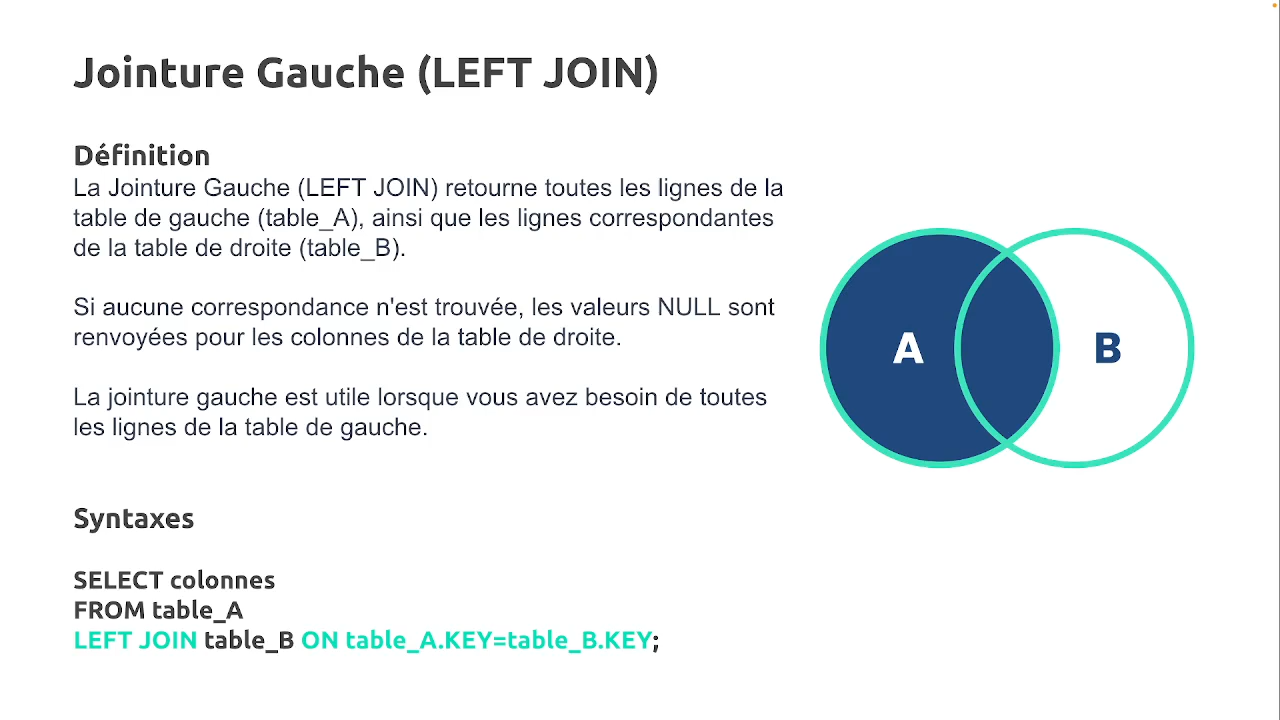 Jointure Gauche (LEFT JOIN)
Définition
La Jointure Gauche (LEFT JOIN) retourne toutes les lignes de la
table de gauche (table_A), ainsi que les lignes correspondantes
de la table de droite (table_B).
Si aucune correspondance n'est trouvée, les valeurs NULL sont
renvoyées pour les colonnes de la table de droite.
La jointure gauche est utile lorsque vous avez besoin de toutes
les lignes de la table de gauche.
A
B
Syntaxes
SELECT colonnes
FROM table_A
LEFT JOIN table_B ON table_A.KEY=table_B.KEY;